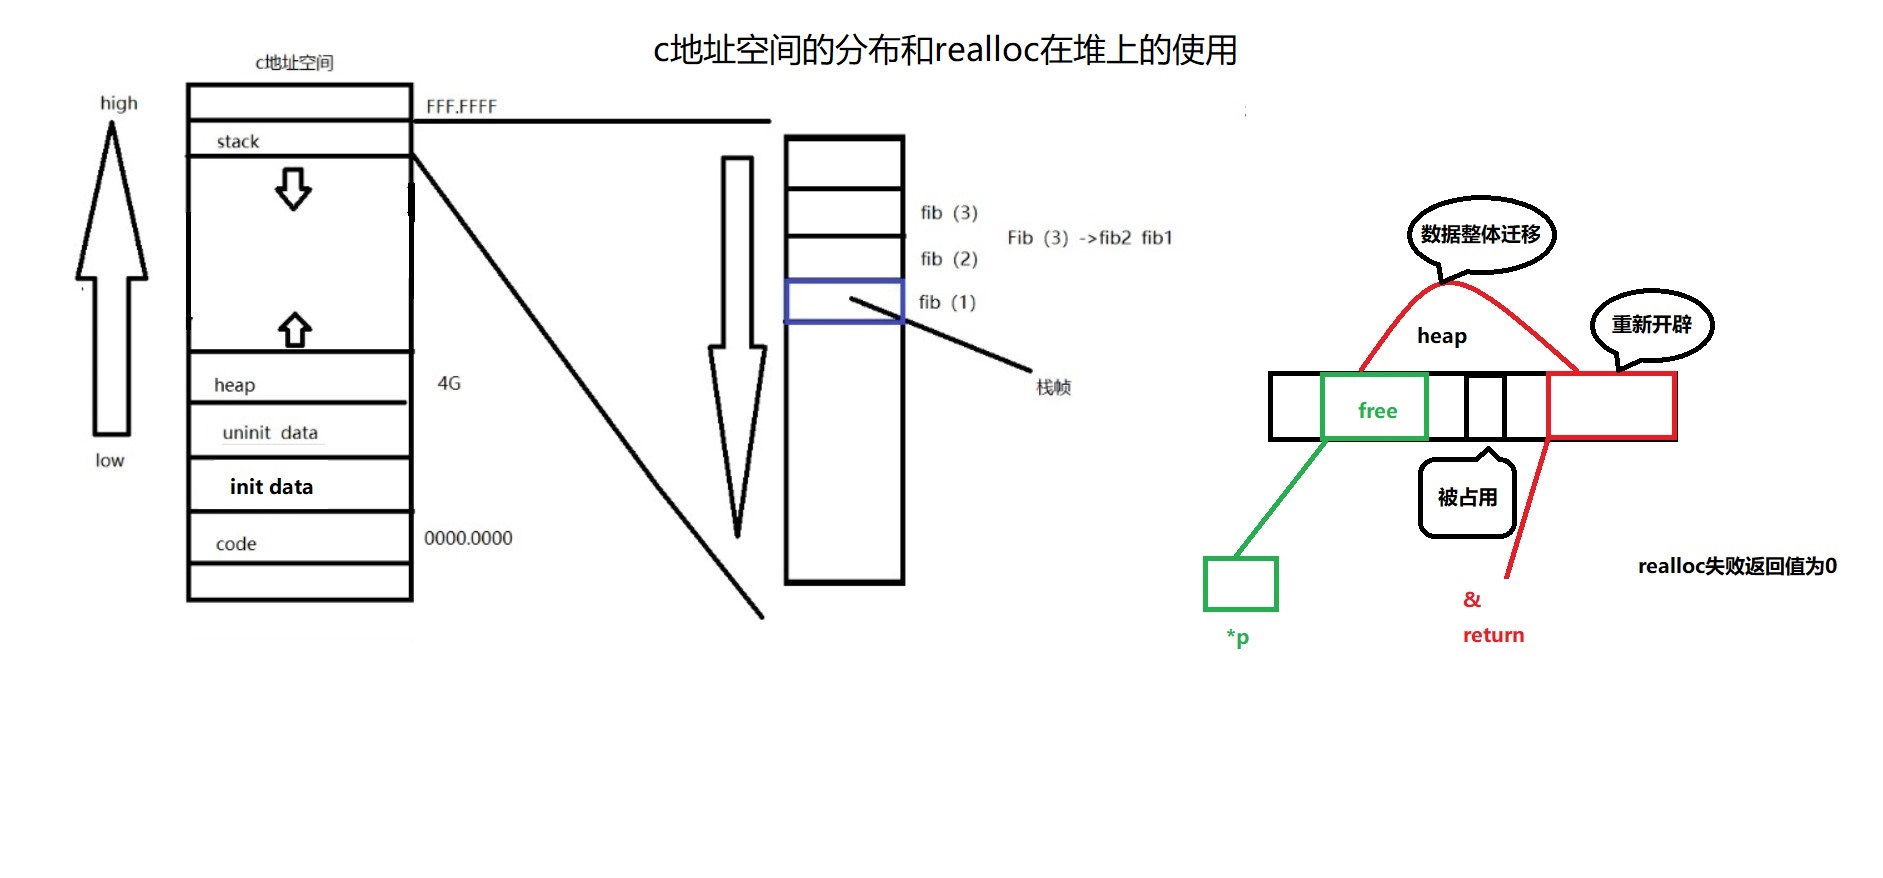 c地址空间的分布和realloc在堆上的使用
c地址空间
high
low
FFF.FFFF
stack
heap
4G
uninit data
init data
code
0000.0000
fib（3）
Fib（3）->fib2 fib1
fib（2）
fib（1）
栈帧
数据整体迁移
重新开辟
heap
free
被占用
realloc失败返回值为0
*p
&
return